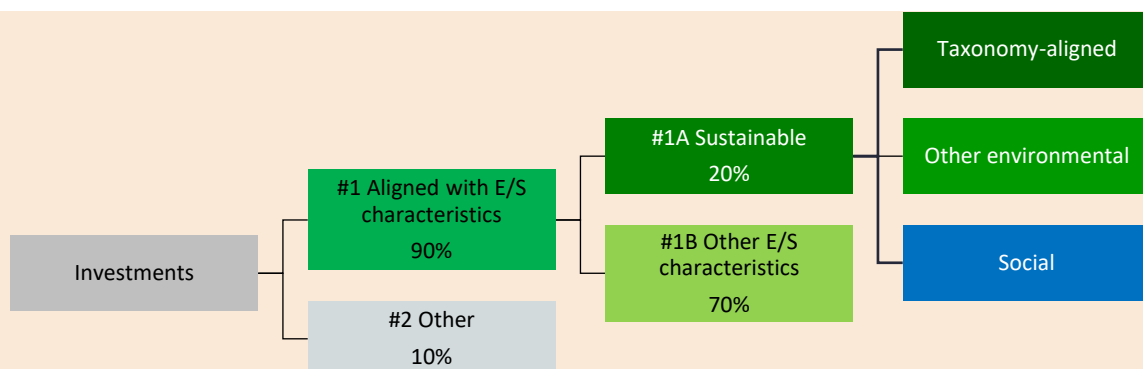 Investments
#1 Aligned with E/S
characteristics
90%
#2 Other
10%
#1A Sustainable
20%
#1B Other E/S
characteristics
70%
Taxonomy-aligned
Other environmental
Social